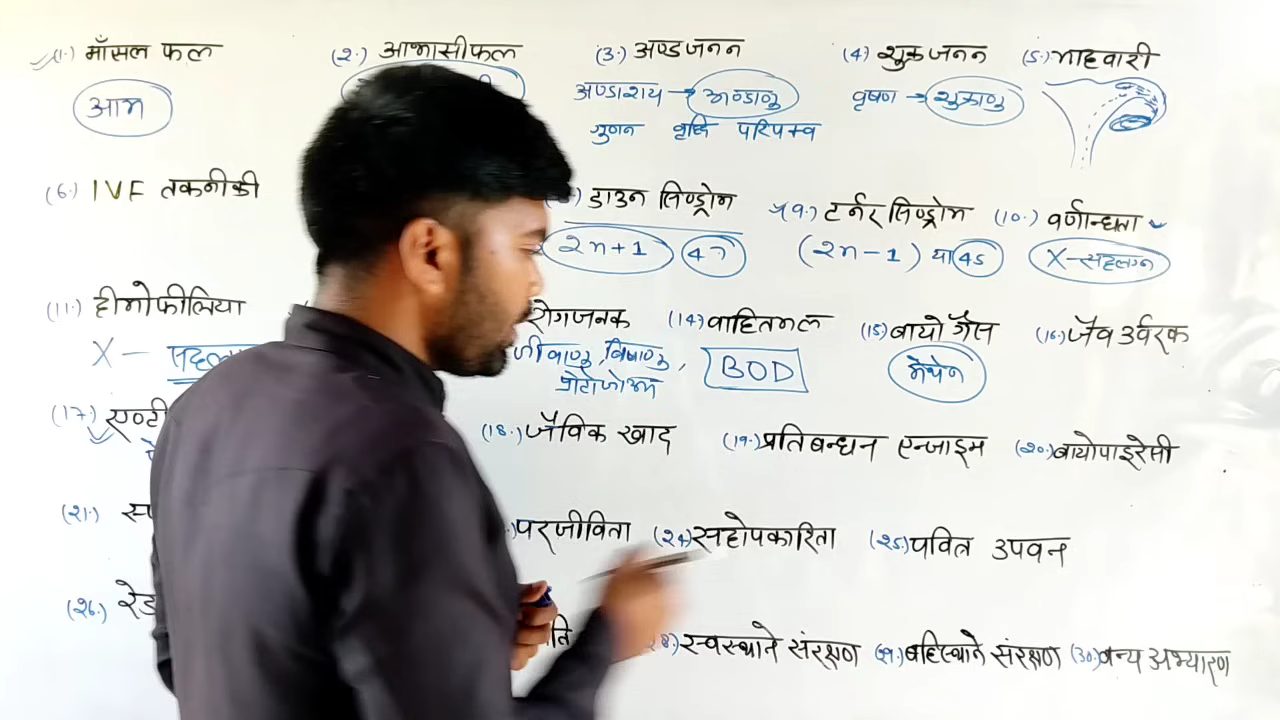 (1.) माँसल फल (2.) आभासीफल (3.) अण्डजनन (4) शुक्रजनन (5.) माहवारी
आम अण्डाशय → अण्डाणु वृषण → शुक्राणु
गुणन वृद्धि परिपक्व
(6.) IVF तकनीकी डाउन सिण्ड्रोम (9.) टर्नर सिण्ड्रोम (10.) वर्णान्धता
2n+1 47 (2n-1) या 45 X-सहलग्न
(11.) हीमोफीलिया रोगजनक (14) वाहितमल (15) बायो गैस (16.) जैव उर्वरक
X - जीवाणु, विषाणु, BOD मेथेन
प्रोटोजोआ
(17.) एण्टी (18.) जैविक खाद (19.) प्रतिबन्धन एन्जाइम (20.) बायोपाइरेसी
(21.) स्प .) परजीविता (24) सहोपकारिता (25.) पवित्र उपवन
(26.) रेड स्वस्थाने संरक्षण (29.) बहिस्थाने संरक्षण (30.) वन्य अभ्यारण